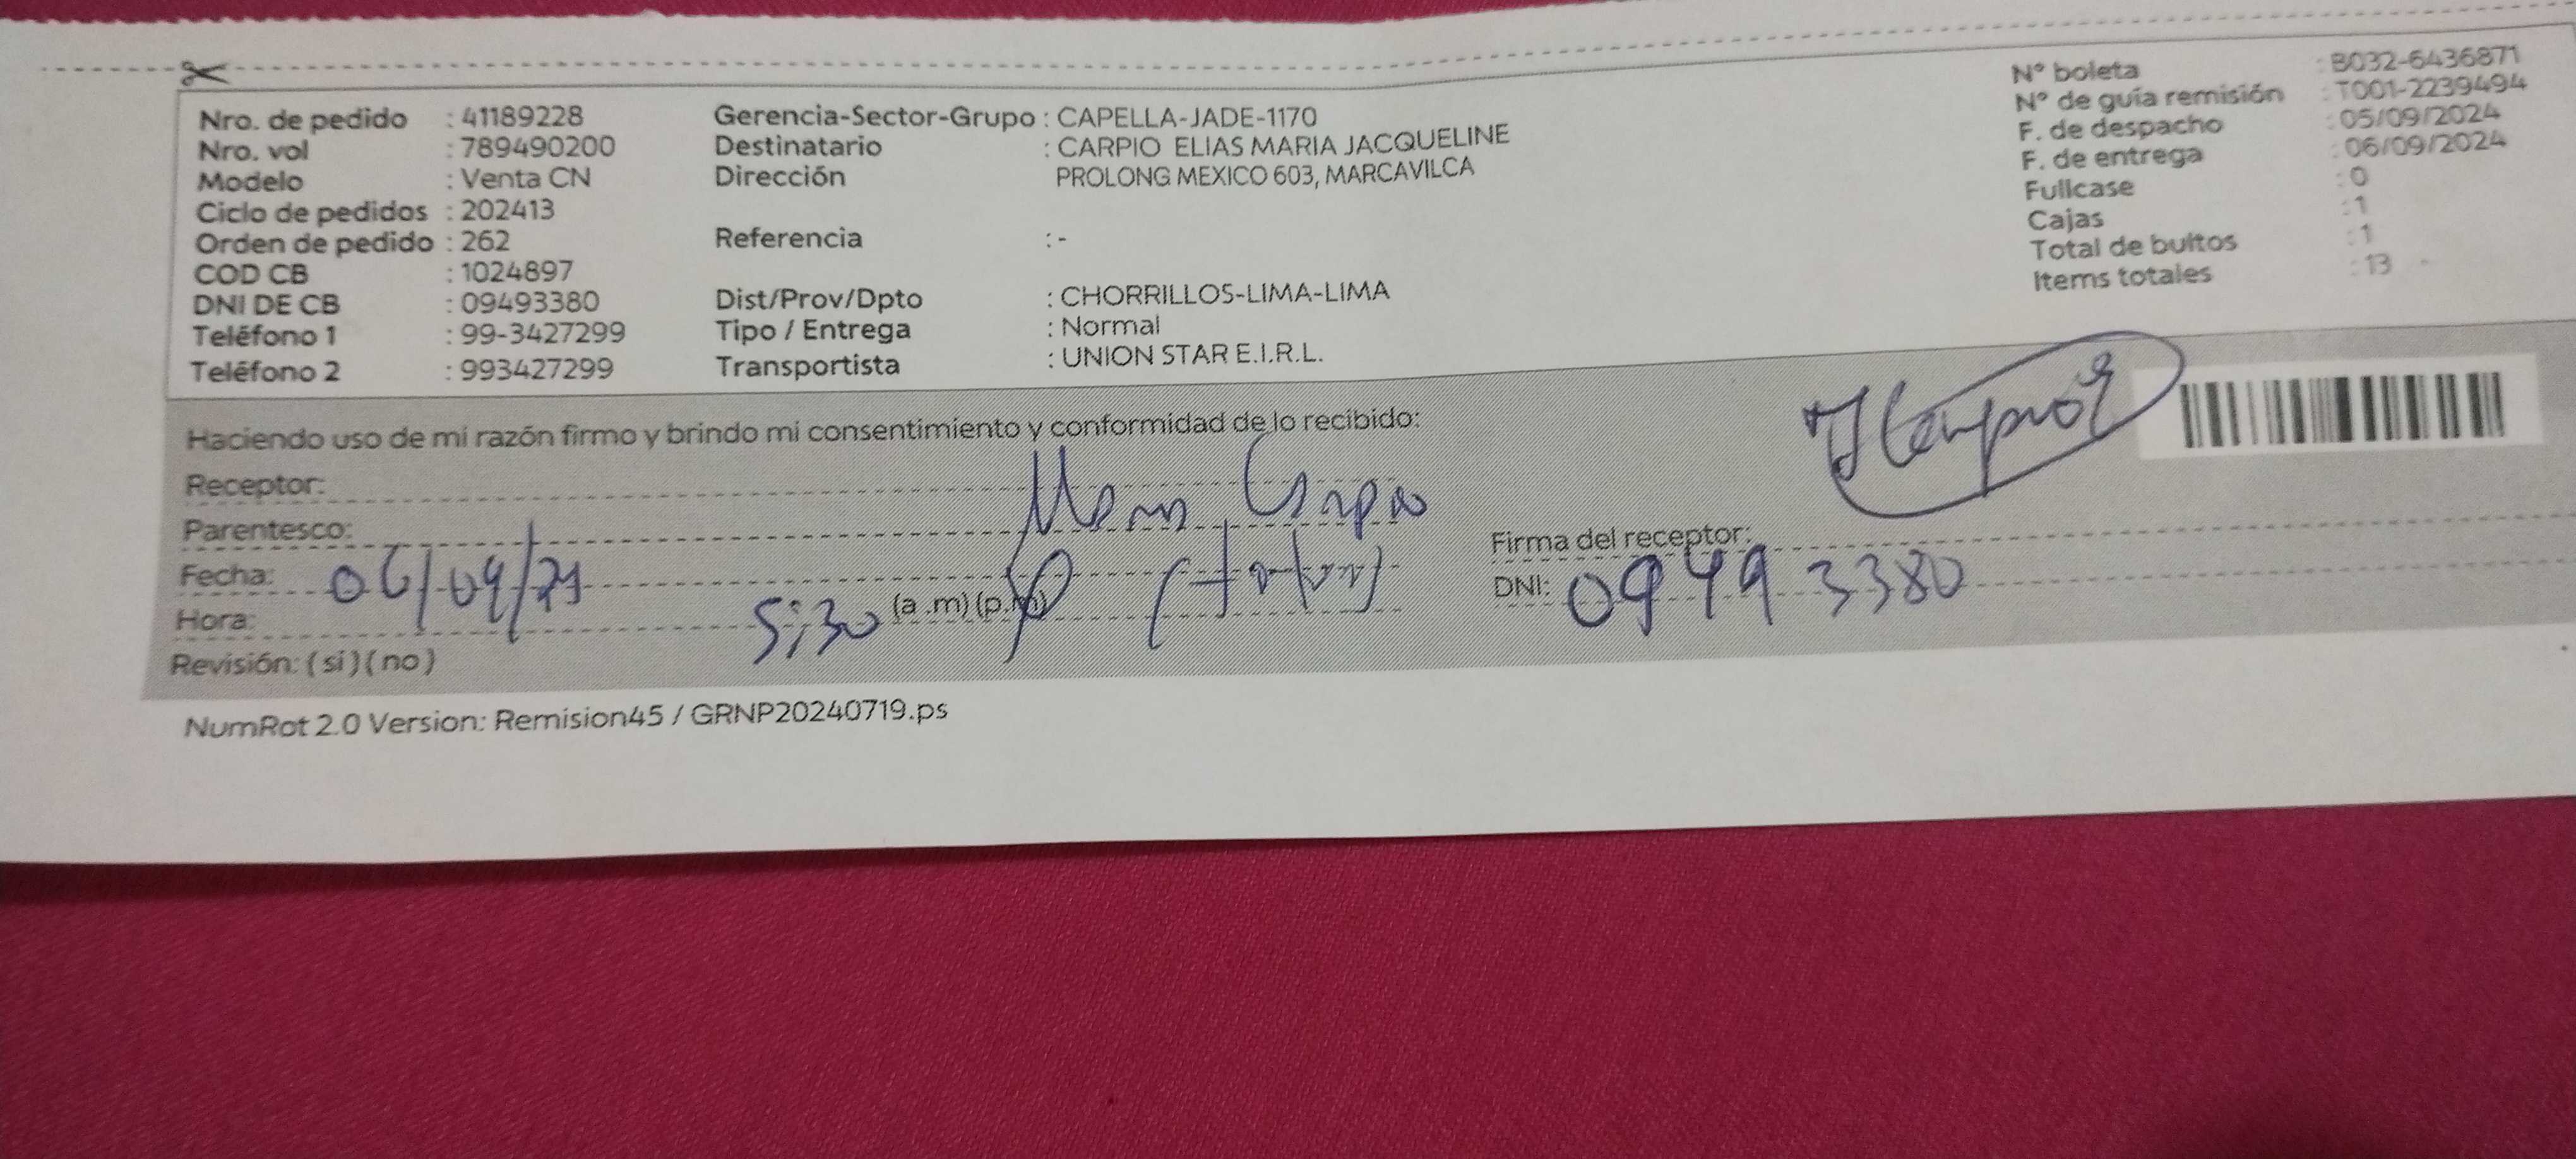 Nro. de pedido : 41189228
Nro. vol : 789490200
Modelo : Venta CN
Ciclo de pedidos : 202413
Orden de pedido : 262
COD CB : 1024897
DNI DE CB : 09493380
Teléfono 1 : 99-3427299
Teléfono 2 : 993427299
Gerencia-Sector-Grupo : CAPELLA-JADE-1170
Destinatario : CARPIO ELIAS MARIA JACQUELINE
Dirección PROLONG MEXICO 603, MARCAVILCA
Referencia : -
Dist/Prov/Dpto : CHORRILLOS-LIMA-LIMA
Tipo / Entrega : Normal
Transportista : UNION STAR E.I.R.L.
N° boleta : B032-6436871
N° de guía remisión : T001-2239494
F. de despacho : 05/09/2024
F. de entrega : 06/09/2024
Fullcase : 0
Cajas : 1
Total de bultos : 1
Items totales : 13
Haciendo uso de mi razón firmo y brindo mi consentimiento y conformidad de lo recibido:
Receptor: Carpio
Parentesco:
Fecha: 06/09/24
Hora: 5:30 (a .m) (p.m)
Revisión: ( si ) ( no )
Firma del receptor:
DNI: 09493380
NumRot 2.0 Version: Remision45 / GRNP20240719.ps